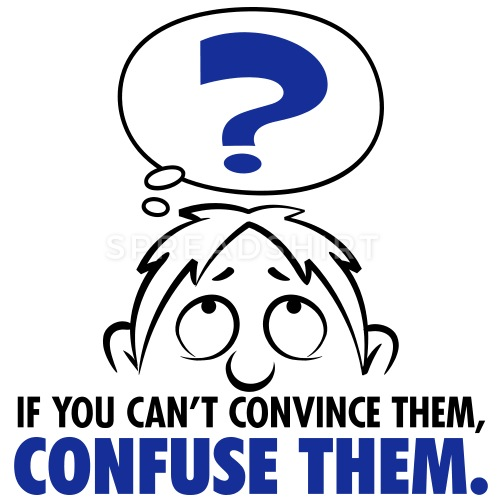 ?
SPREADSHIRT
IF YOU CAN'T CONVINCE THEM,
CONFUSE THEM.